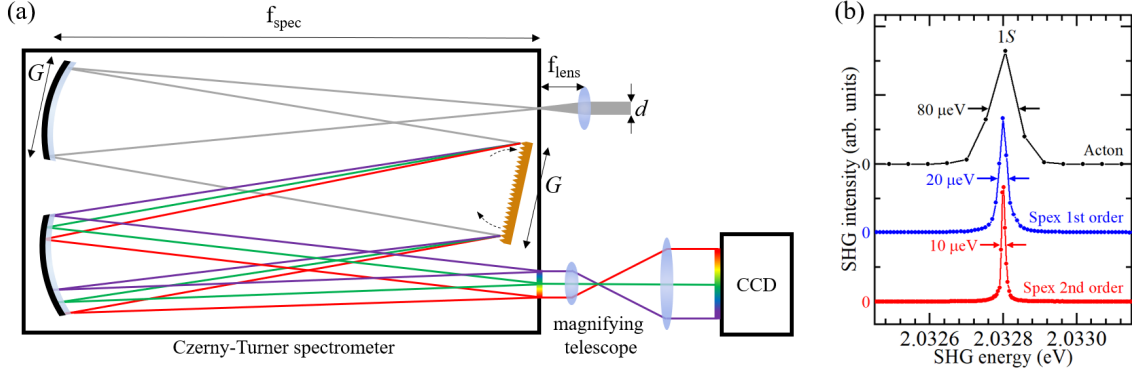 (a)
f_spec
G
f_lens
d
G
CCD
magnifying
telescope
Czerny-Turner spectrometer
(b)
SHG intensity (arb. units)
1S
80 μeV
Acton
0
20 μeV
Spex 1st order
0
10 μeV
Spex 2nd order
0
2.0326 2.0328 2.0330
SHG energy (eV)